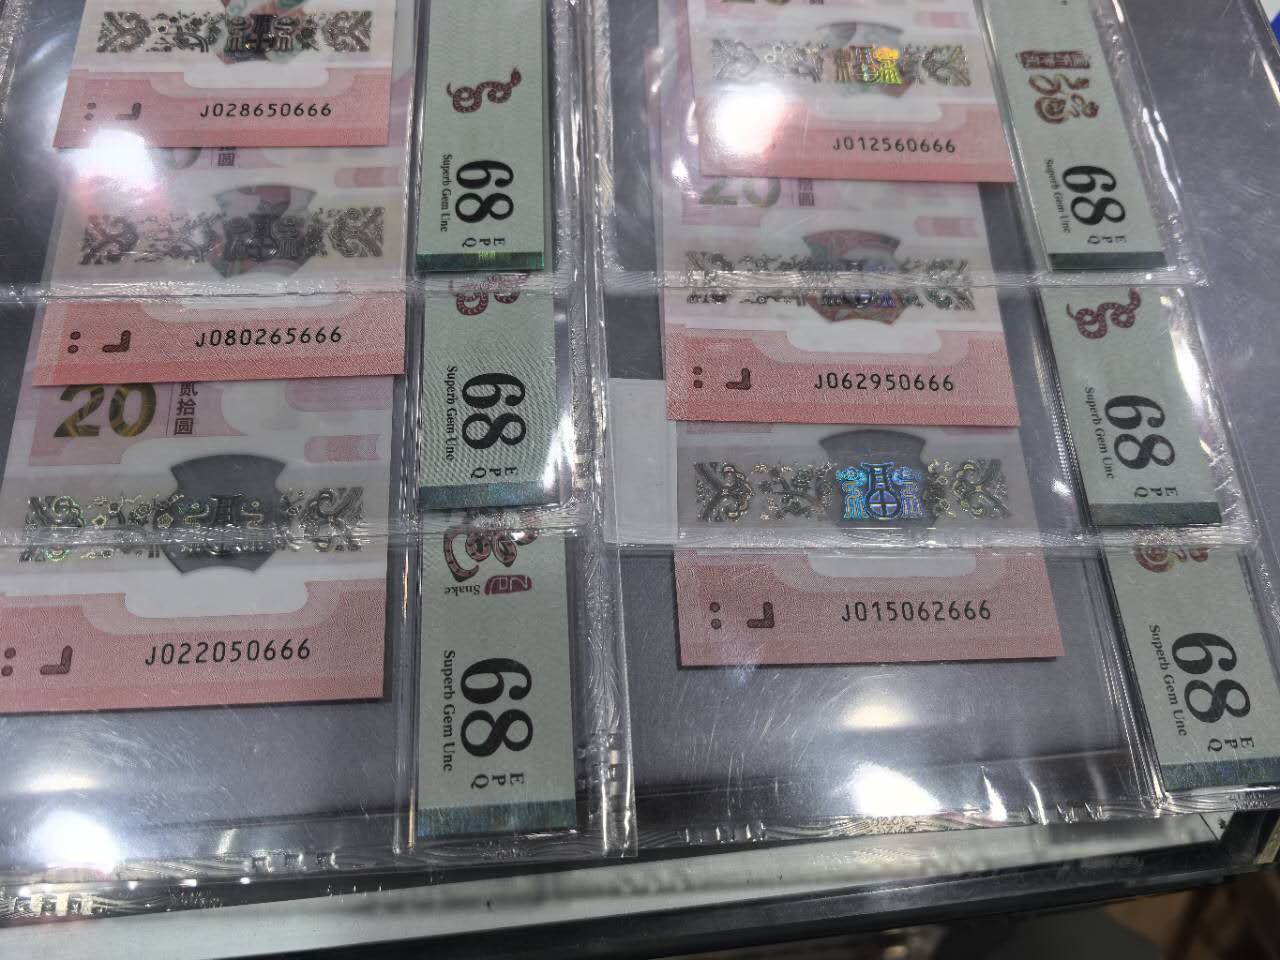 J028650666
68
EPQ
Superb Gem Unc
J080265666
68
EPQ
Superb Gem Unc
20
贰拾圆
Snake
J022050666
68
EPQ
Superb Gem Unc
J012560666
68
EPQ
Superb Gem Unc
20
J062950666
68
EPQ
Superb Gem Unc
J015062666
68
EPQ
Superb Gem Unc